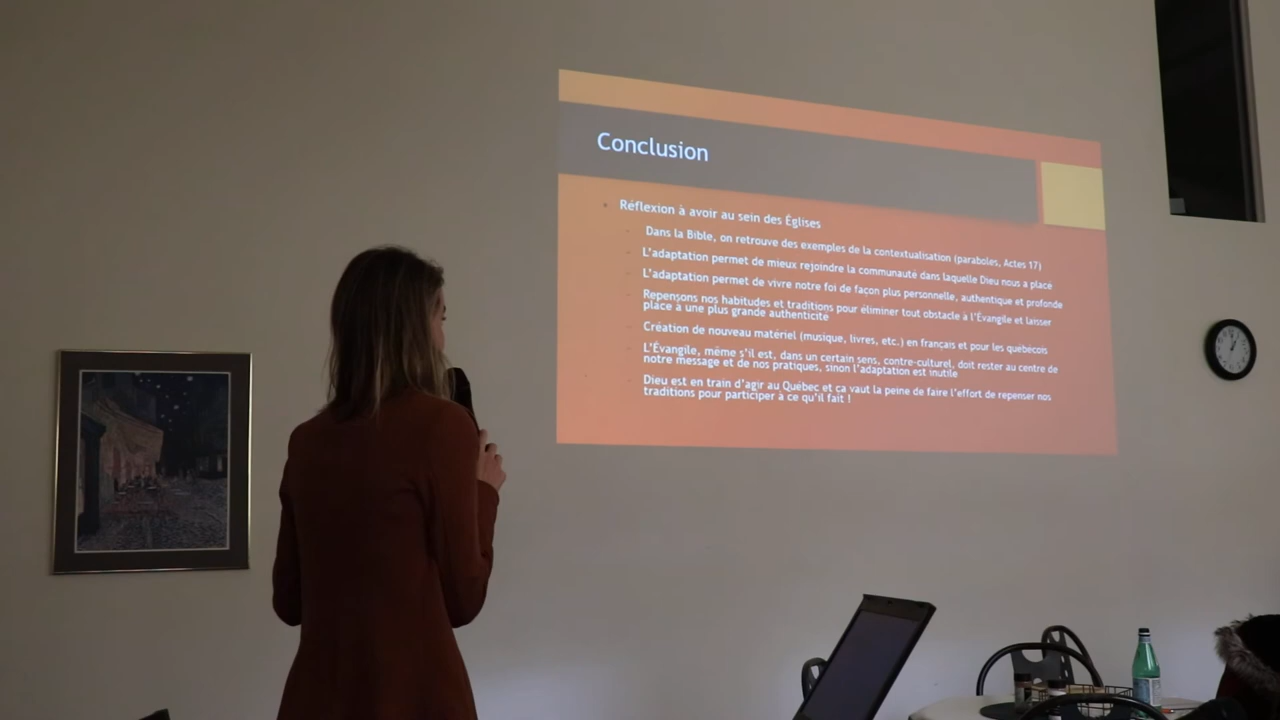 Conclusion
Réflexion à avoir au sein des Églises
Dans la Bible, on retrouve des exemples de la contextualisation (paraboles, Actes 17)
L'adaptation permet de mieux rejoindre la communauté dans laquelle Dieu nous a placé
L'adaptation permet de vivre notre foi de façon plus personnelle, authentique et profonde
Repensons nos habitudes et traditions pour éliminer tout obstacle à l'Évangile et laisser
place à une plus grande authenticité
Création de nouveau matériel (musique, livres, etc.) en français et pour les québécois
L'Évangile, même s'il est, dans un certain sens, contre-culturel, doit rester au centre de
notre message et de nos pratiques, sinon l'adaptation est inutile
Dieu est en train d'agir au Québec et ça vaut la peine de faire l'effort de repenser nos
traditions pour participer à ce qu'il fait !